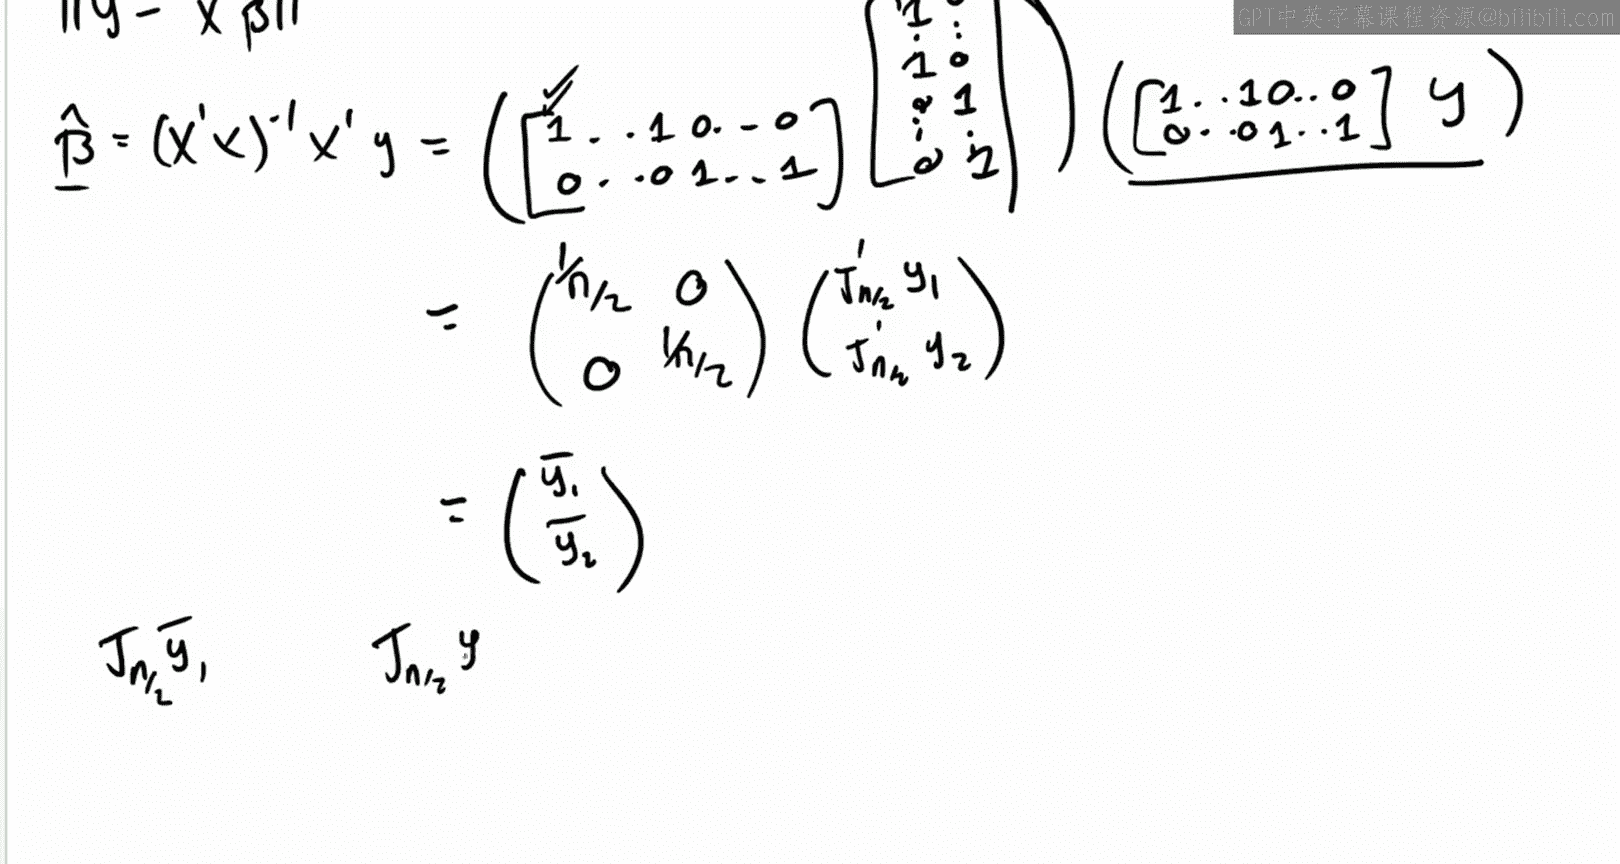 GPT中英字幕课程资源@bilibili.com
||y - xβ||
β̂ = (x'x)⁻¹ x' y = ([1 . . 1 0 . - 0 / 0 . . 0 1 . . 1] [1 0 / : : / 1 0 / 0 1 / : : / 0 1]) ([1 . . 1 0 . . 0 / 0 . . 0 1 . . 1] y)
= (1/n/2 0 / 0 1/n/2) (J'n/2 y₁ / J'n/2 y₂)
= (ȳ₁ / ȳ₂)
Jn/2 ȳ₁ Jn/2 y